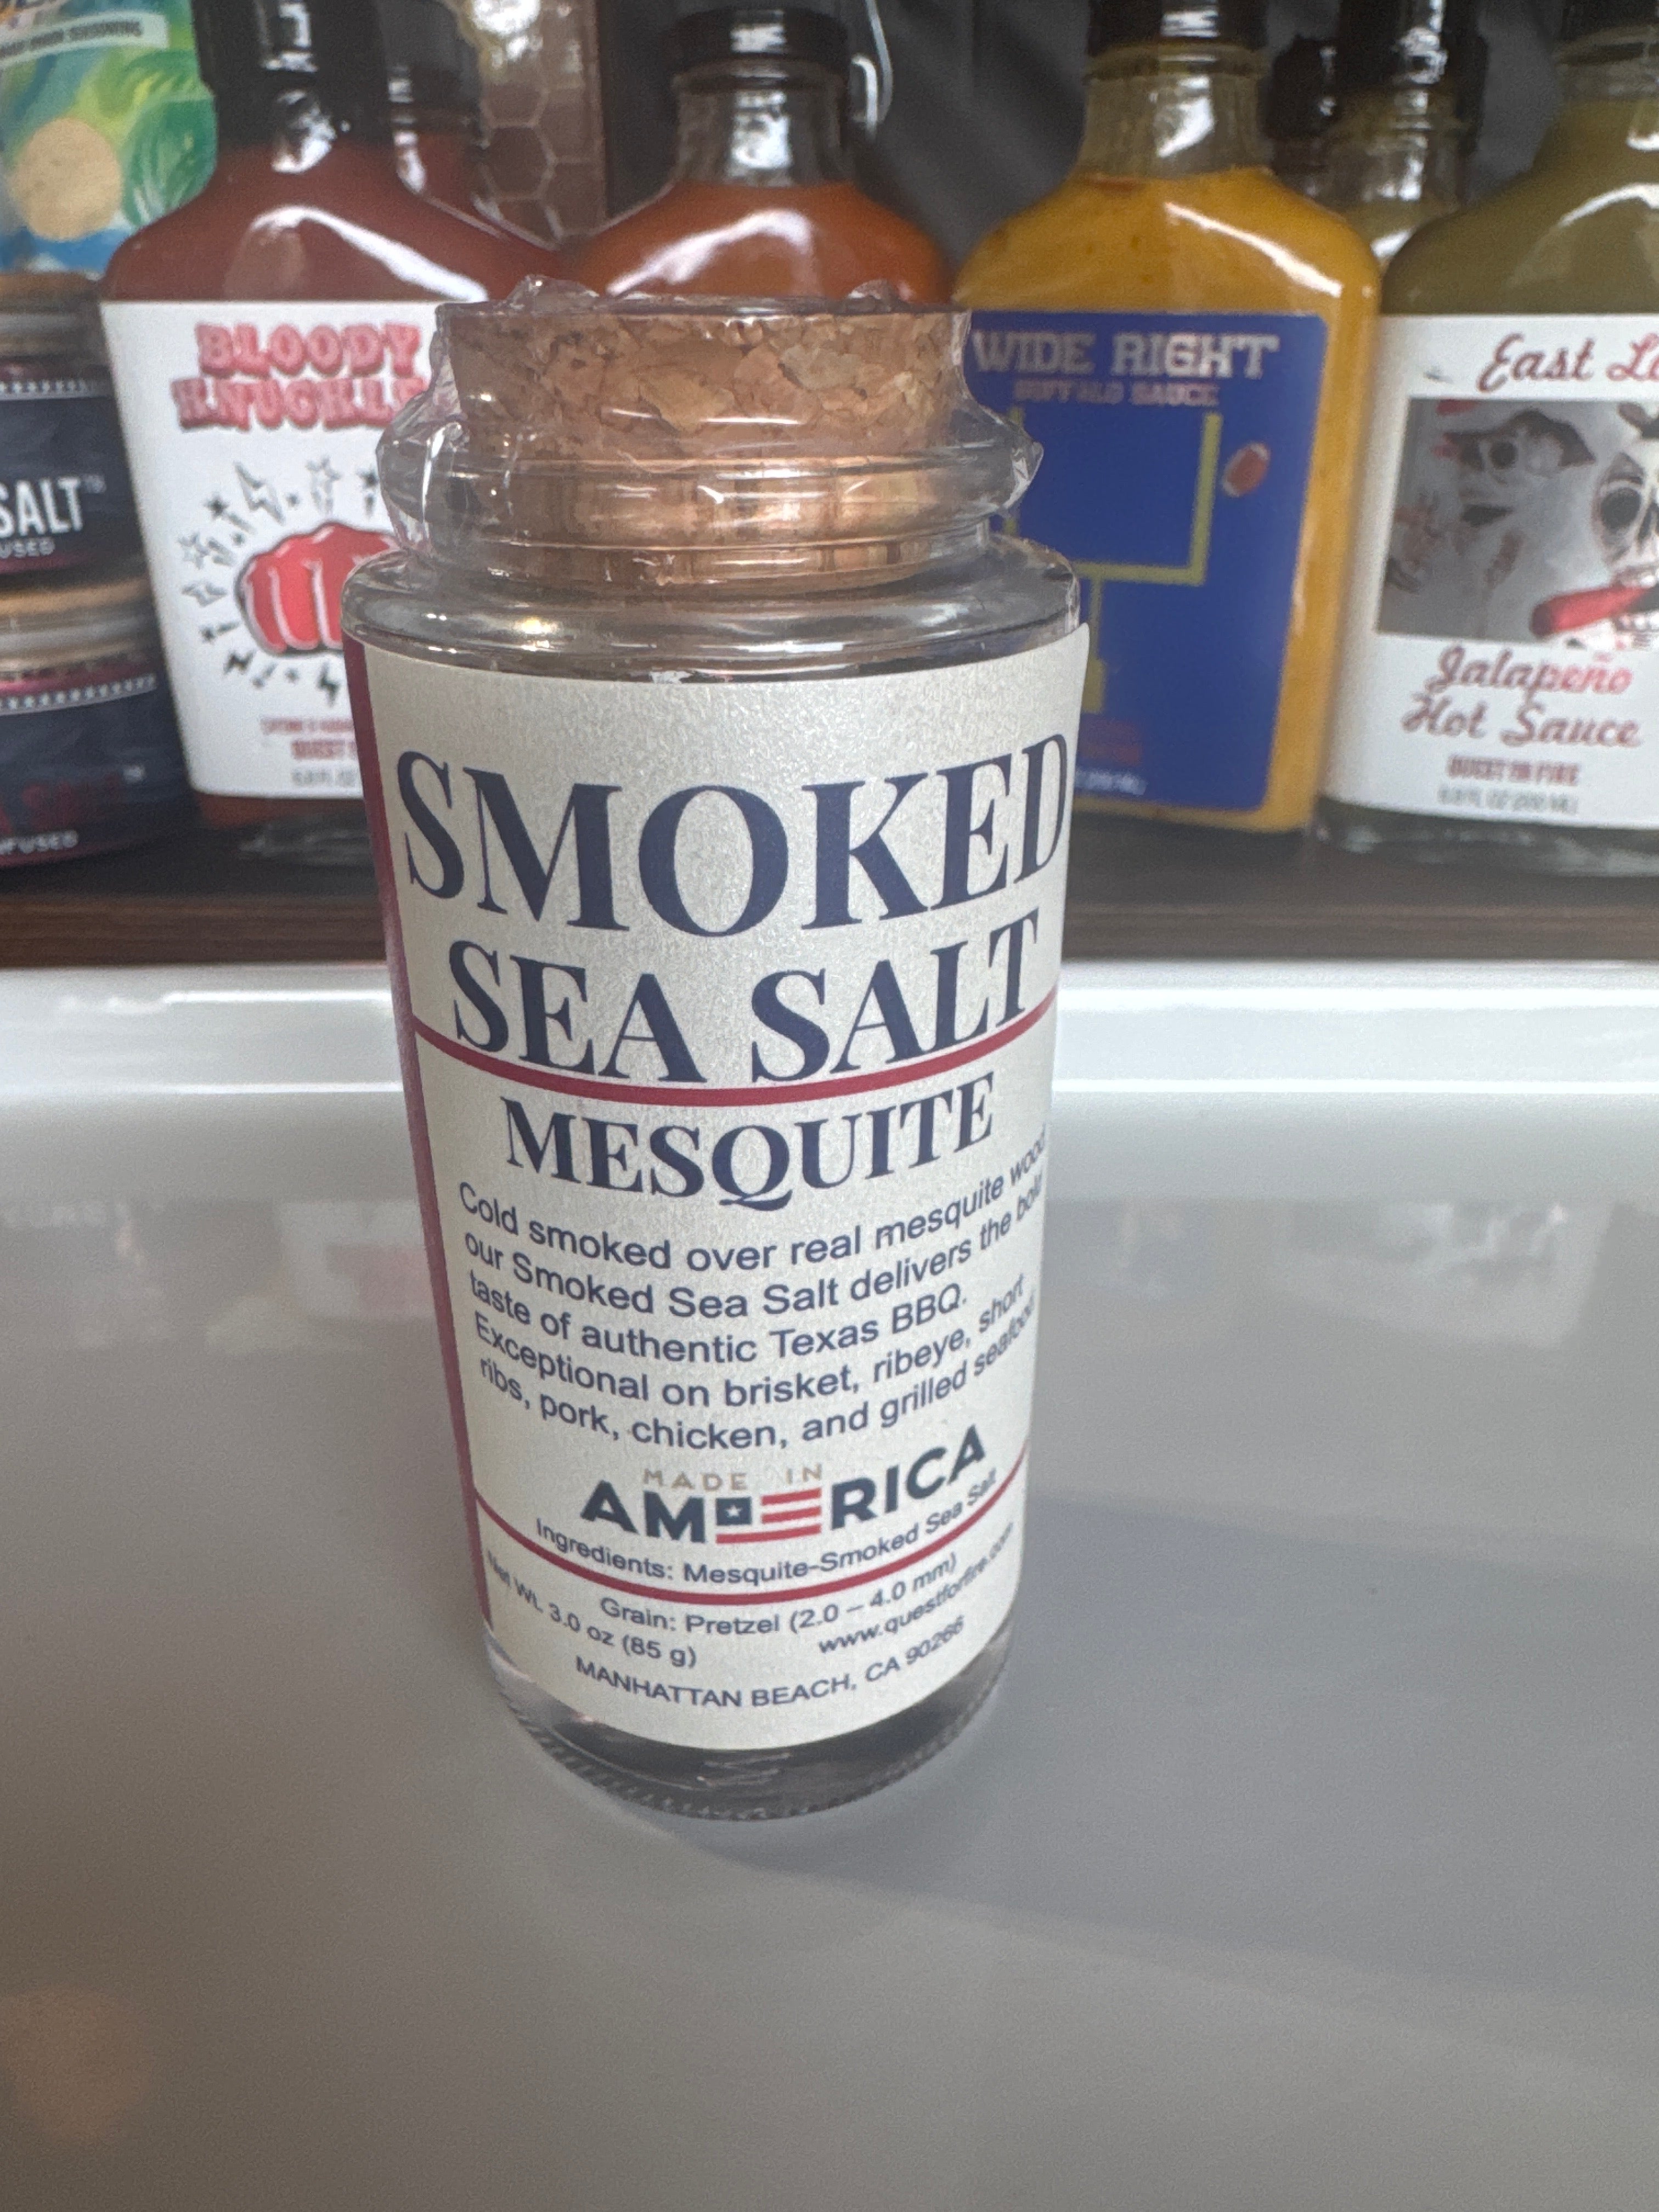 SMOKED
SEA SALT
MESQUITE
Cold smoked over real mesquite wood,
our Smoked Sea Salt delivers the bold
taste of authentic Texas BBQ.
Exceptional on brisket, ribeye, short
ribs, pork, chicken, and grilled seafood
MADE IN
AMERICA
Ingredients: Mesquite-Smoked Sea Salt
Grain: Pretzel (2.0 – 4.0 mm)
Net Wt. 3.0 oz (85 g)
www.questforfire.com
MANHATTAN BEACH, CA 90266
BLOODY
SALT
WIDE RIGHT
BUFFALO SAUCE
East
Jalapeño
Hot Sauce
QUEST FOR FIRE